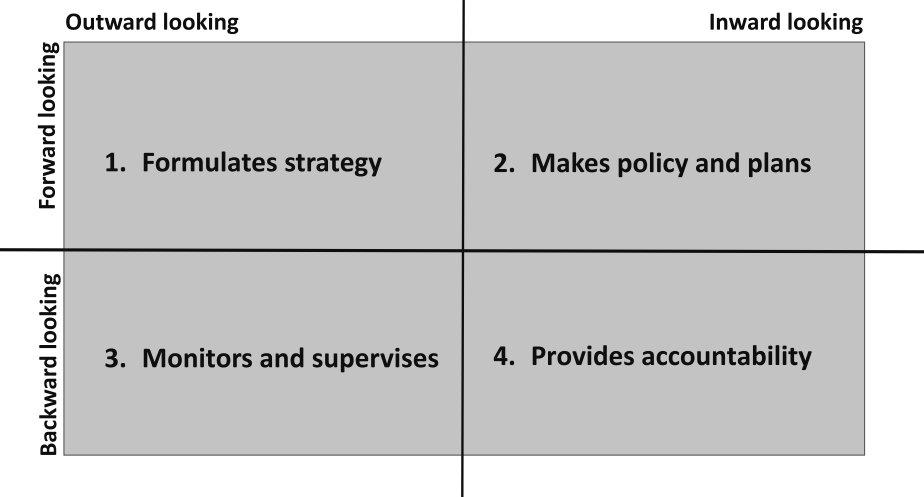 Outward looking
Inward looking
Forward looking
1. Formulates strategy
2. Makes policy and plans
Backward looking
3. Monitors and supervises
4. Provides accountability